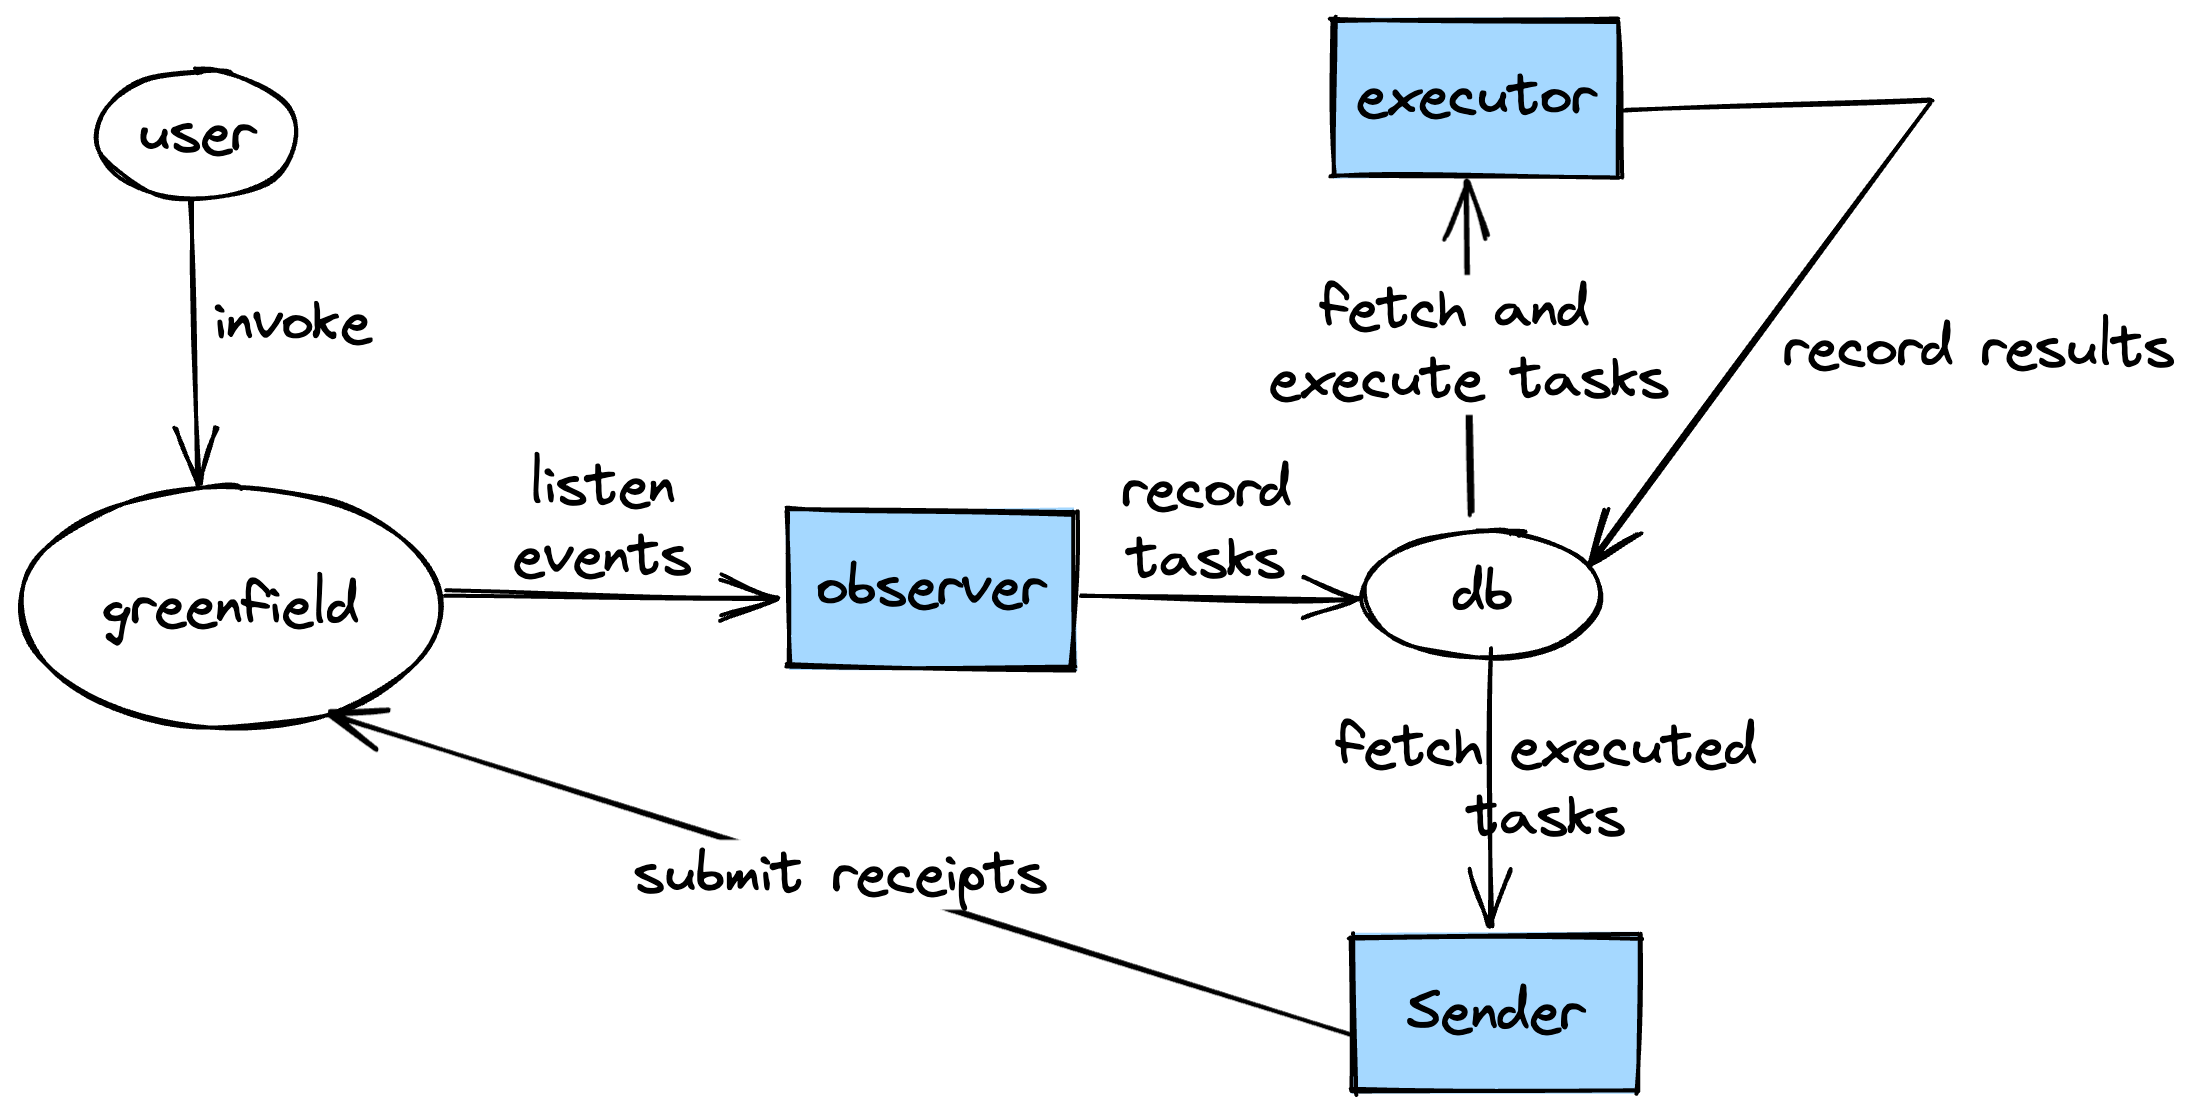 executor
user
fetch and
execute tasks
invoke
record results
listen
events
record
tasks
greenfield
observer
db
fetch executed
tasks
submit receipts
Sender